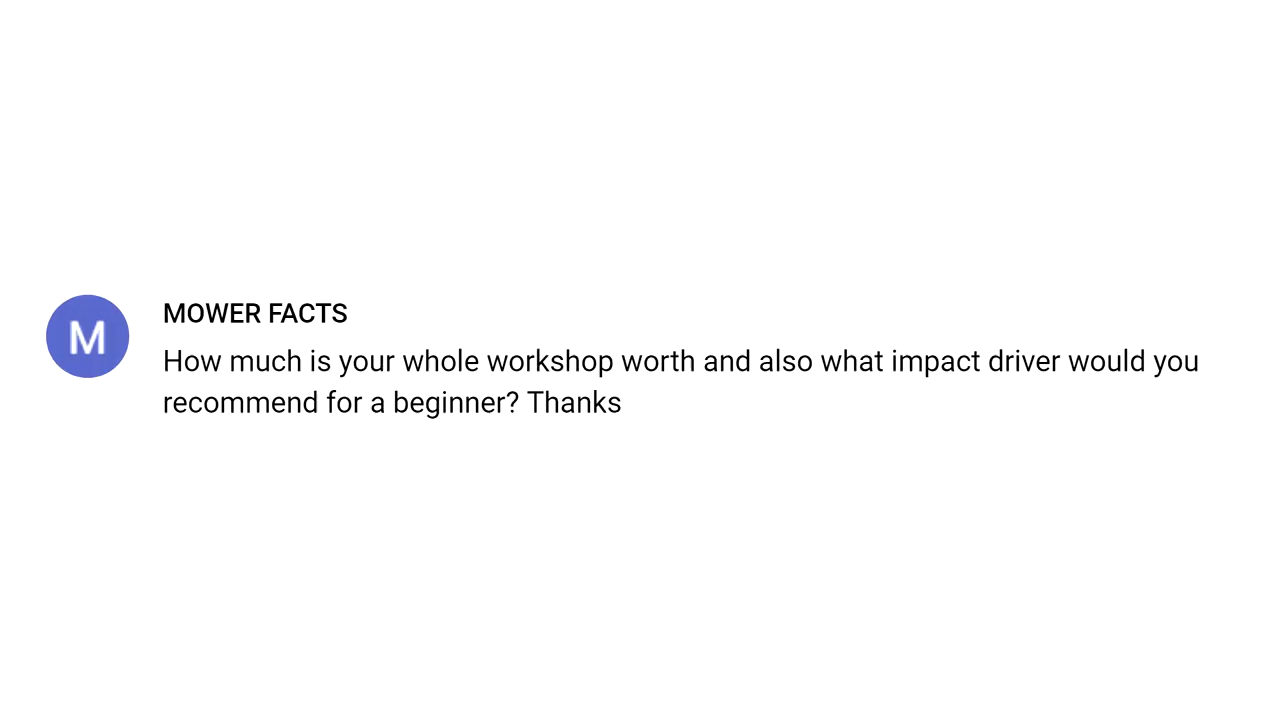 M
MOWER FACTS
How much is your whole workshop worth and also what impact driver would you
recommend for a beginner? Thanks